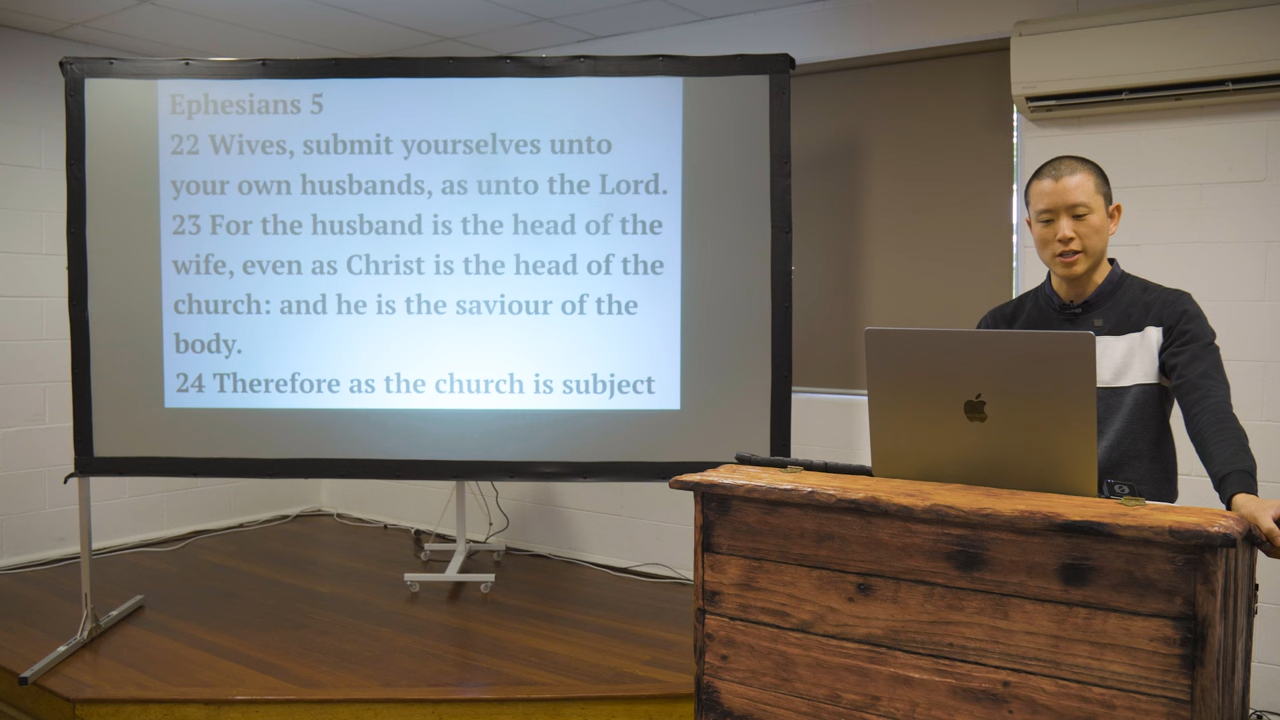 Ephesians 5
22 Wives, submit yourselves unto
your own husbands, as unto the Lord.
23 For the husband is the head of the
wife, even as Christ is the head of the
church: and he is the saviour of the
body.
24 Therefore as the church is subject